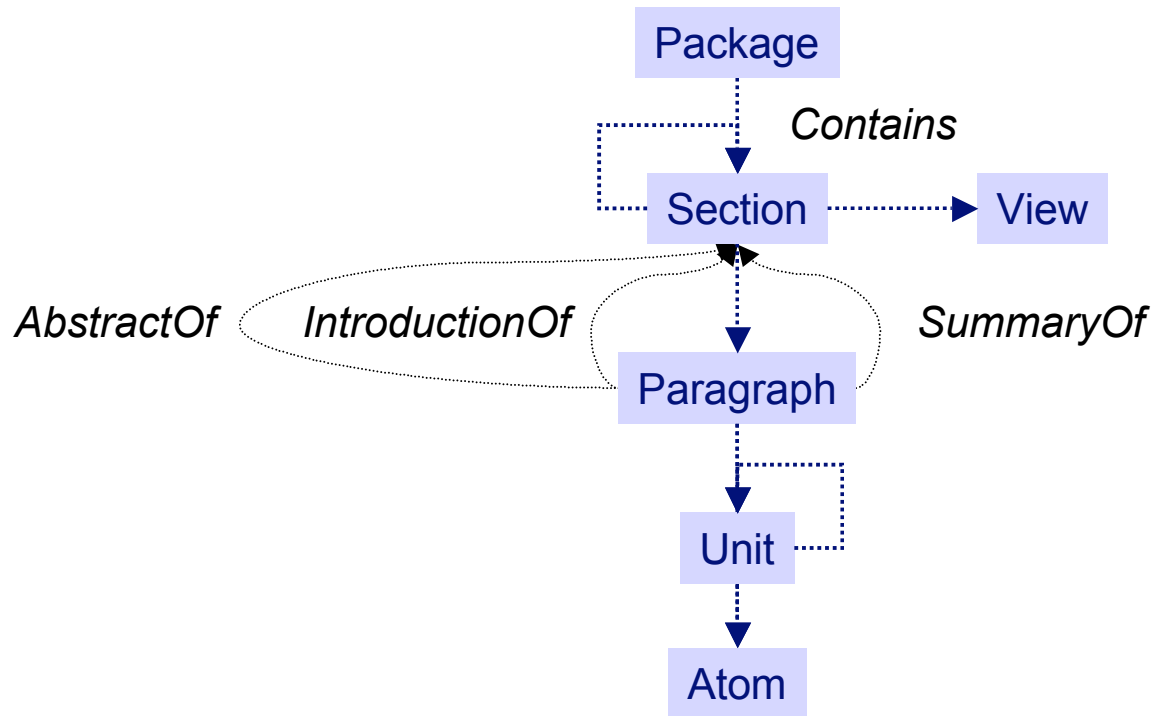 Package
Contains
Section
View
AbstractOf
IntroductionOf
SummaryOf
Paragraph
Unit
Atom